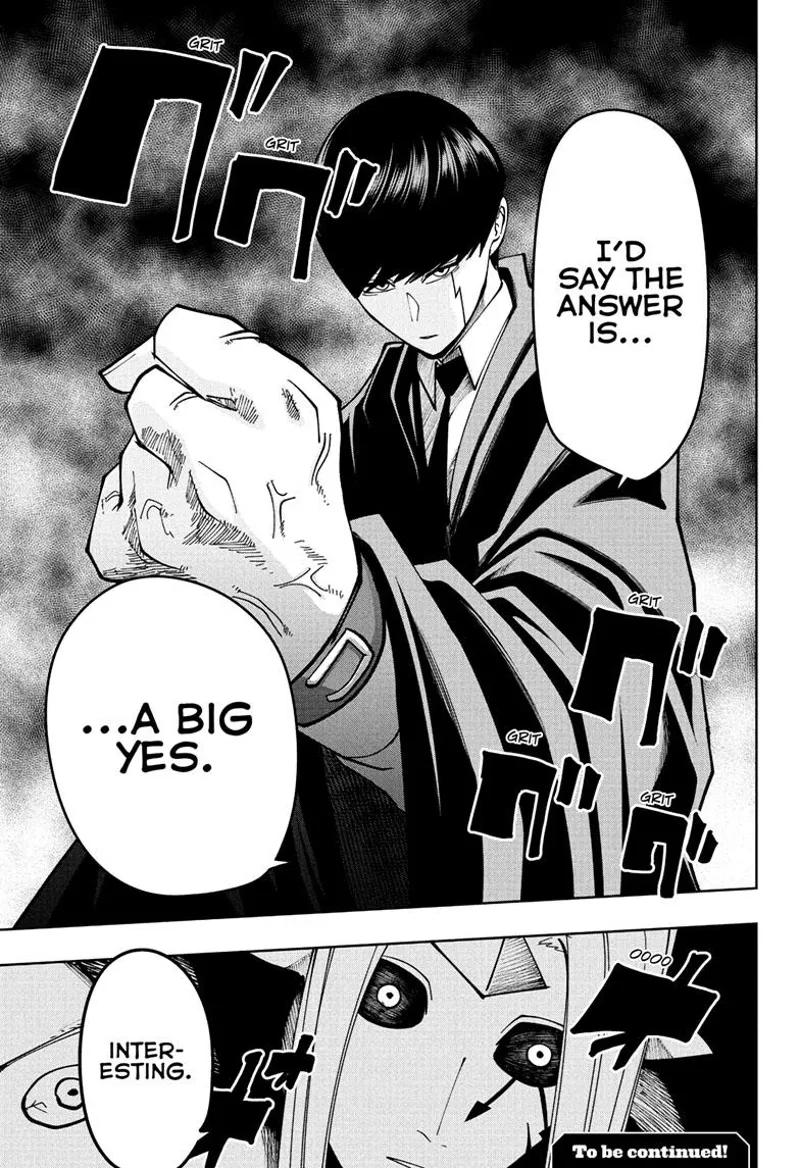 GRIT
グ
GRIT
グ
I'D
SAY THE
ANSWER
IS...
GRIT
グ
...A BIG
YES.
GRIT
グ
GRIT
グ
OOOO
INTER-
ESTING.
To be continued!